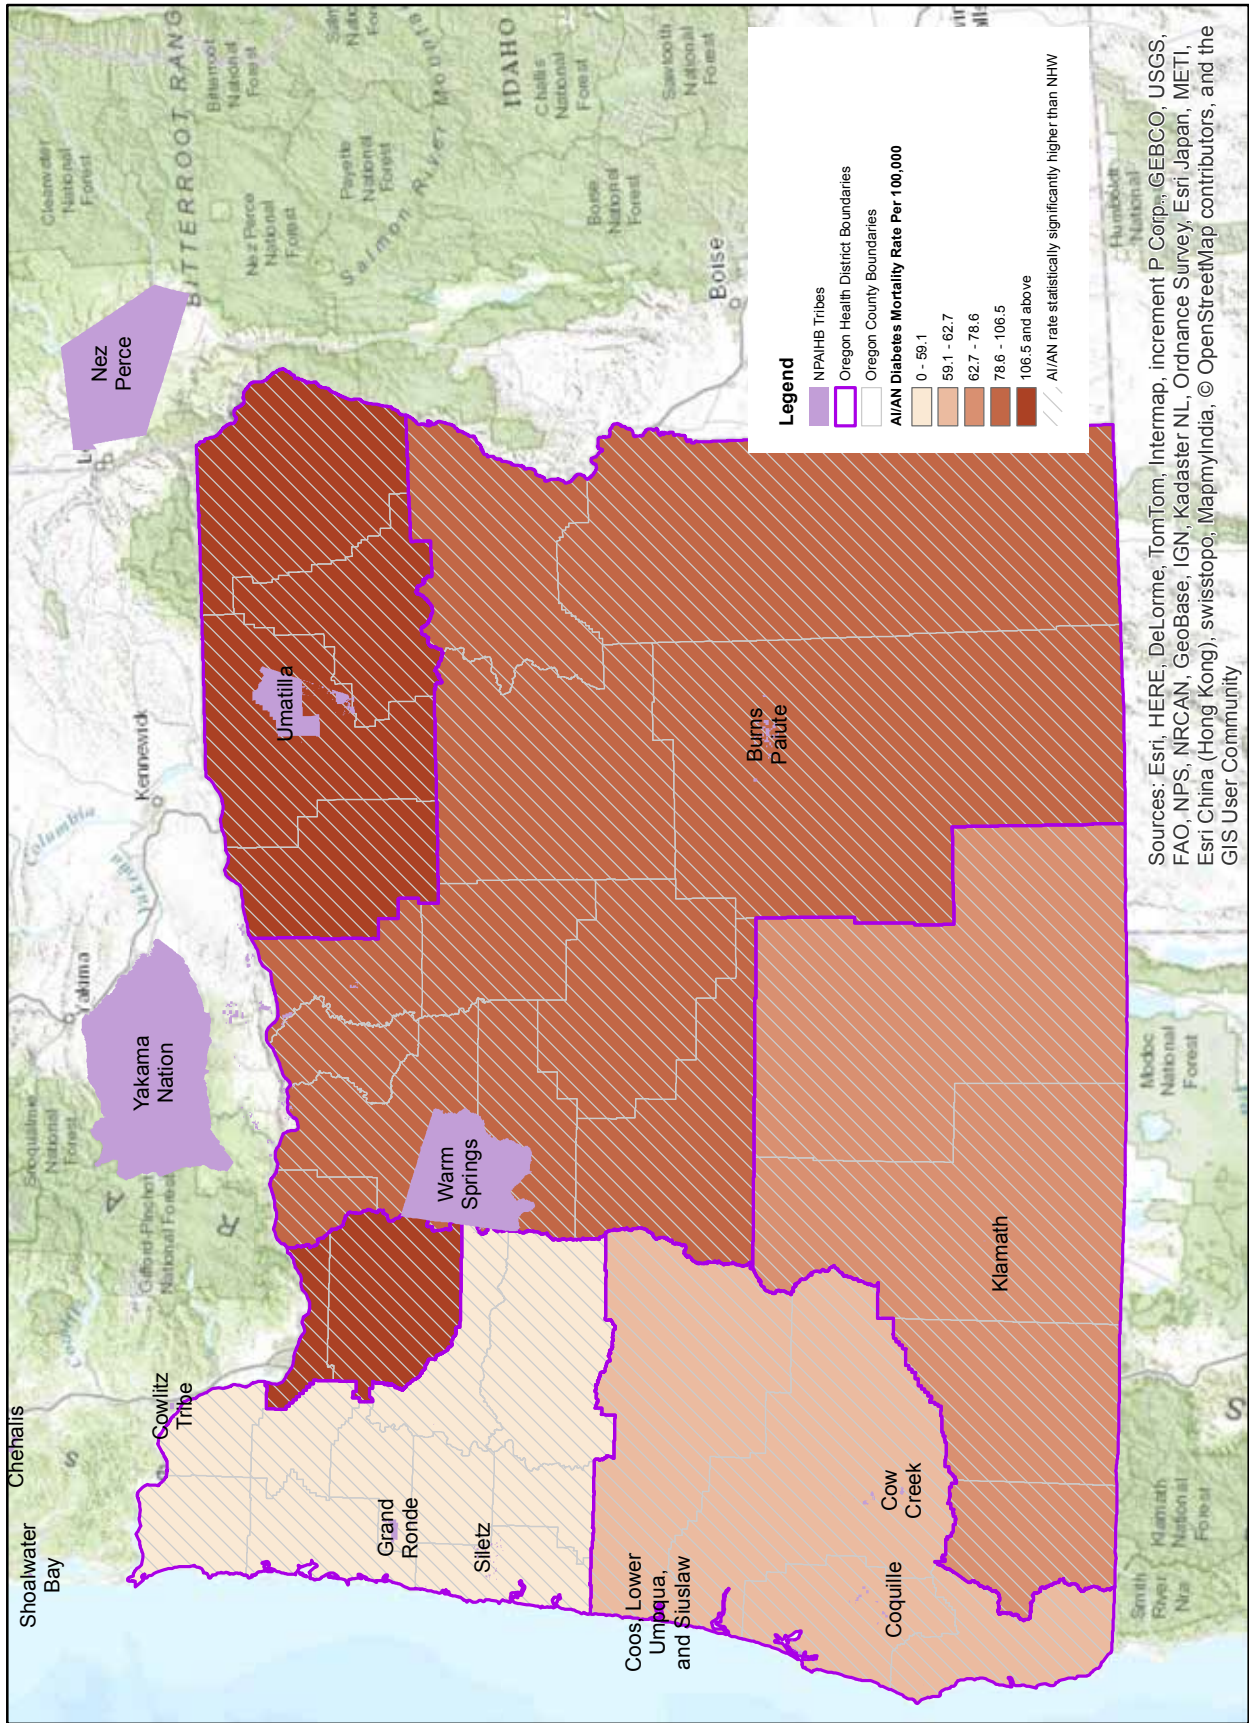 Shoalwater
Bay
Chehalis
Cowlitz
Tribe
Snoqualmie
National
Forest
Gifford Pinchot
National Forest
Yakima
Yakama
Nation
Yakima
Columbia
Kennewick
Nez
Perce
Clearwater
National
Forest
BITTERROOT RANG
Bitterroot
National
Forest
Nez Perce
National
Forest
Payette
National
Forest
Salmon River Mounta
IDAHO
Challis
National
Forest
Sawtooth
National
Forest
Boise
National
Forest
Boise
Umatilla
Warm
Springs
Grand
Ronde
Siletz
Burns
Paiute
Coos, Lower
Umpqua,
and Siuslaw
Cow
Creek
Coquille
Klamath
Smith
River
Na
Klamath
National
Forest
S
Modoc
National
Forest
Humboldt
National
Legend
NPAIHB Tribes
Oregon Health District Boundaries
Oregon County Boundaries
AI/AN Diabetes Mortality Rate Per 100,000
0 - 59.1
59.1 - 62.7
62.7 - 78.6
78.6 - 106.5
106.5 and above
AI/AN rate statistically significantly higher than NHW
Sources: Esri, HERE, DeLorme, TomTom, Intermap, increment P Corp., GEBCO, USGS,
FAO, NPS, NRCAN, GeoBase, IGN, Kadaster NL, Ordnance Survey, Esri Japan, METI,
Esri China (Hong Kong), swisstopo, MapmyIndia, © OpenStreetMap contributors, and the
GIS User Community